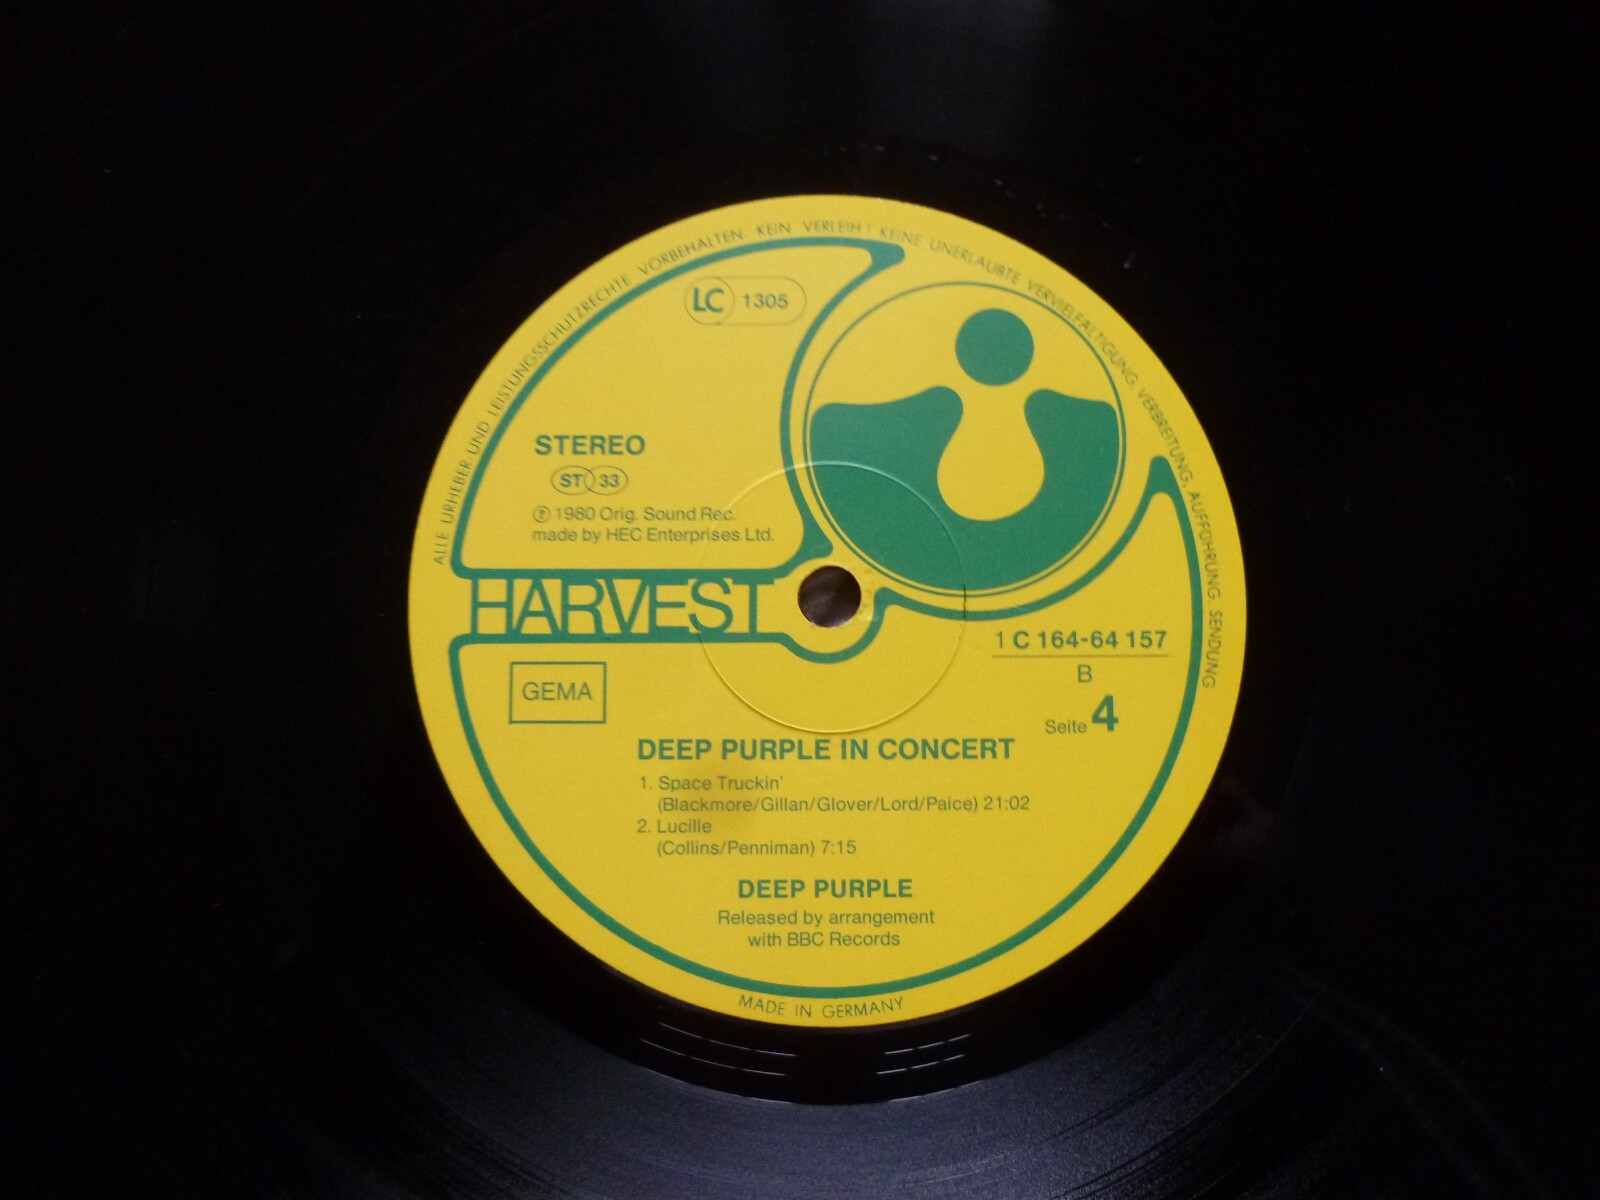 ALLE URHEBER- UND LEISTUNGSSCHUTZRECHTE VORBEHALTEN· KEIN VERLEIH! KEINE UNERLAUBTE VERVIELFÄLTIGUNG, VERBREITUNG, AUFFÜHRUNG, SENDUNG
LC 1305
STEREO
ST 33
℗ 1980 Orig. Sound Rec.
made by HEC Enterprises Ltd.
HARVEST
1 C 164-64 157
B
GEMA
Seite 4
DEEP PURPLE IN CONCERT
1. Space Truckin'
(Blackmore/Gillan/Glover/Lord/Paice) 21:02
2. Lucille
(Collins/Penniman) 7:15
DEEP PURPLE
Released by arrangement
with BBC Records
MADE IN GERMANY